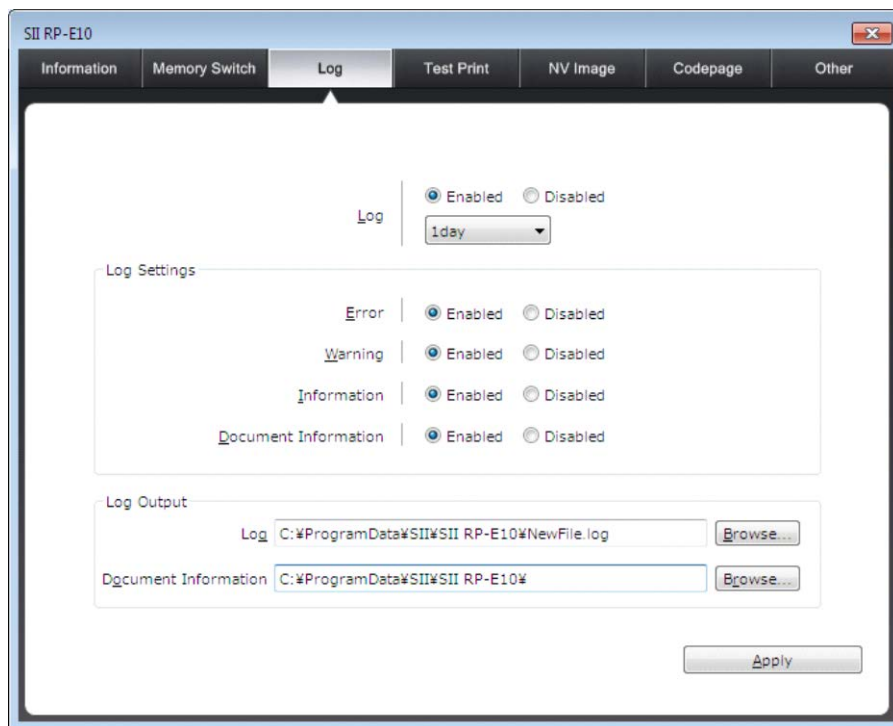 SII RP-E10
Information Memory Switch Log Test Print NV Image Codepage Other
Log Enabled Disabled
1day
Log Settings
Error Enabled Disabled
Warning Enabled Disabled
Information Enabled Disabled
Document Information Enabled Disabled
Log Output
Log C:¥ProgramData¥SII¥SII RP-E10¥NewFile.log Browse...
Document Information C:¥ProgramData¥SII¥SII RP-E10¥ Browse...
Apply